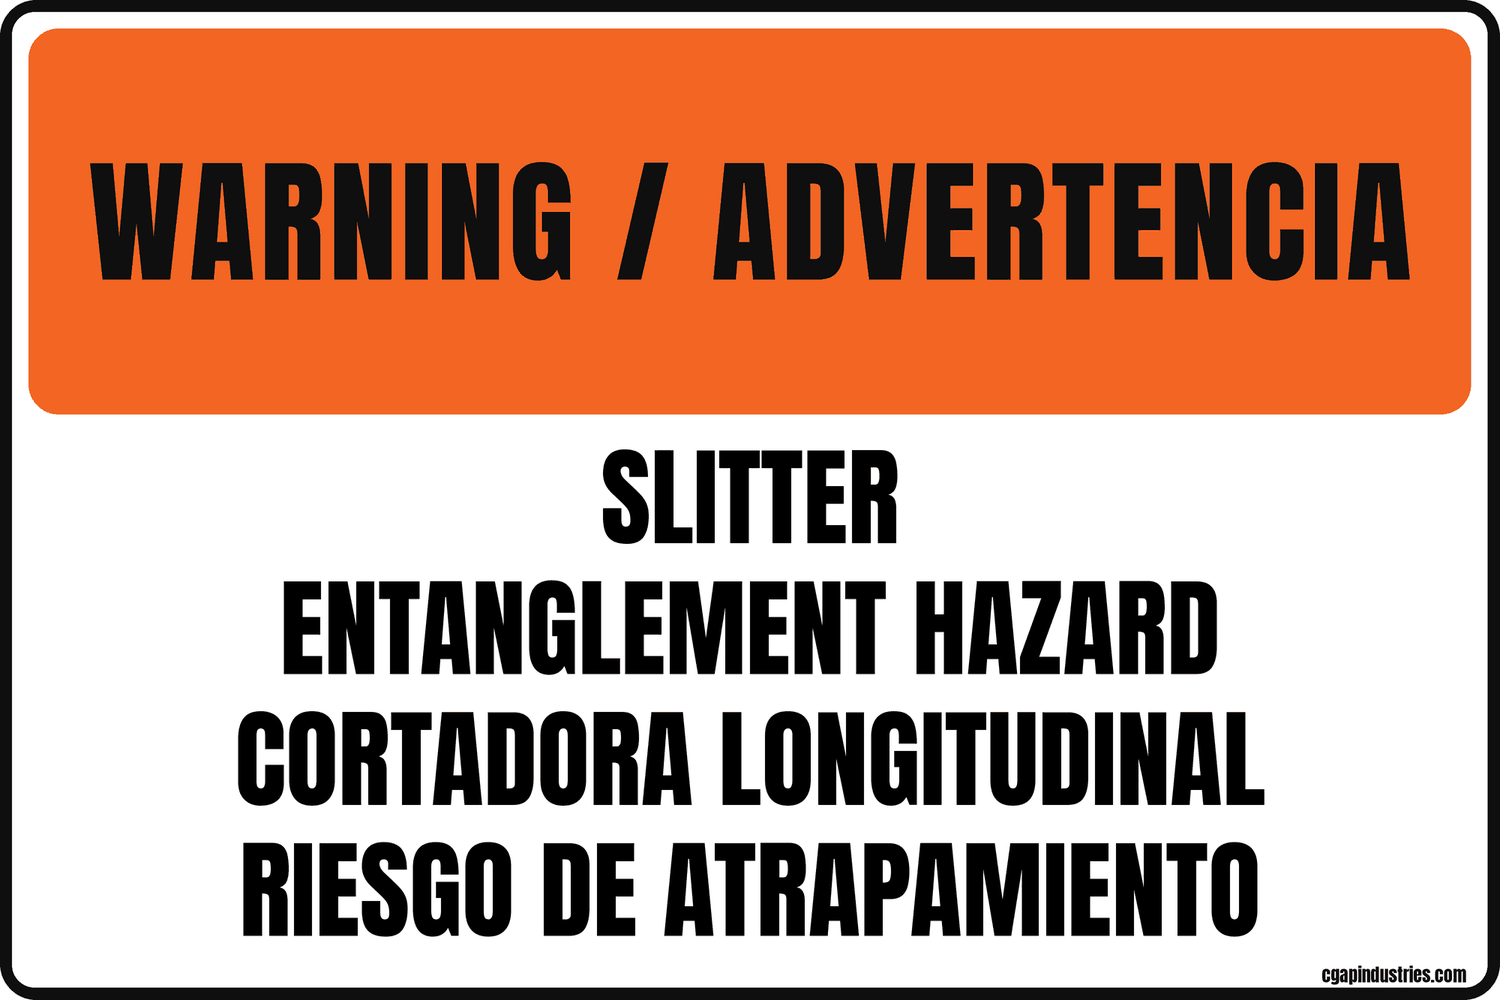 WARNING / ADVERTENCIA
SLITTER
ENTANGLEMENT HAZARD
CORTADORA LONGITUDINAL
RIESGO DE ATRAPAMIENTO
cgapindustries.com